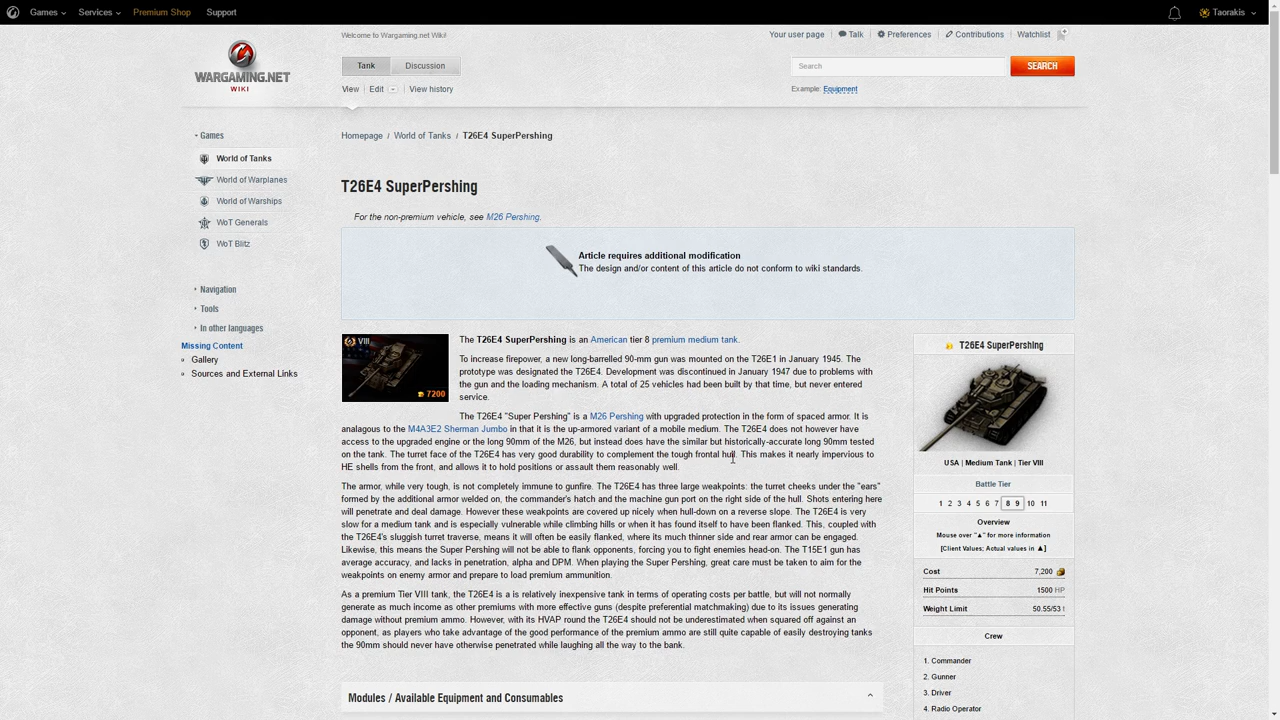 Games
Services
Premium Shop
Support
Taorakis
Welcome to Wargaming.net Wiki!
Your user page
Talk
Preferences
Contributions
Watchlist
WARGAMING.NET
WIKI
Tank
Discussion
Search
SEARCH
View
Edit
View history
Example: Equipment
Games
World of Tanks
World of Warplanes
World of Warships
WoT Generals
WoT Blitz
Navigation
Tools
In other languages
Missing Content
Gallery
Sources and External Links
Homepage / World of Tanks / T26E4 SuperPershing
T26E4 SuperPershing
For the non-premium vehicle, see M26 Pershing.
Article requires additional modification
The design and/or content of this article do not conform to wiki standards.
VIII
7200
The T26E4 SuperPershing is an American tier 8 premium medium tank.
To increase firepower, a new long-barrelled 90-mm gun was mounted on the T26E1 in January 1945. The
prototype was designated the T26E4. Development was discontinued in January 1947 due to problems with
the gun and the loading mechanism. A total of 25 vehicles had been built by that time, but never entered
service.
The T26E4 "Super Pershing" is a M26 Pershing with upgraded protection in the form of spaced armor. It is
analagous to the M4A3E2 Sherman Jumbo in that it is the up-armored variant of a mobile medium. The T26E4 does not however have
access to the upgraded engine or the long 90mm of the M26, but instead does have the similar but historically-accurate long 90mm tested
on the tank. The turret face of the T26E4 has very good durability to complement the tough frontal hull. This makes it nearly impervious to
HE shells from the front, and allows it to hold positions or assault them reasonably well.
The armor, while very tough, is not completely immune to gunfire. The T26E4 has three large weakpoints: the turret cheeks under the "ears"
formed by the additional armor welded on, the commander's hatch and the machine gun port on the right side of the hull. Shots entering here
will penetrate and deal damage. However these weakpoints are covered up nicely when hull-down on a reverse slope. The T26E4 is very
slow for a medium tank and is especially vulnerable while climbing hills or when it has found itself to have been flanked. This, coupled with
the T26E4's sluggish turret traverse, means it will often be easily flanked, where its much thinner side and rear armor can be engaged.
Likewise, this means the Super Pershing will not be able to flank opponents, forcing you to fight enemies head-on. The T15E1 gun has
average accuracy, and lacks in penetration, alpha and DPM. When playing the Super Pershing, great care must be taken to aim for the
weakpoints on enemy armor and prepare to load premium ammunition.
As a premium Tier VIII tank, the T26E4 is a is relatively inexpensive tank in terms of operating costs per battle, but will not normally
generate as much income as other premiums with more effective guns (despite preferential matchmaking) due to its issues generating
damage without premium ammo. However, with its HVAP round the T26E4 should not be underestimated when squared off against an
opponent, as players who take advantage of the good performance of the premium ammo are still quite capable of easily destroying tanks
the 90mm should never have otherwise penetrated while laughing all the way to the bank.
Modules / Available Equipment and Consumables
T26E4 SuperPershing
USA | Medium Tank | Tier VIII
Battle Tier
1 2 3 4 5 6 7 8 9 10 11
Overview
Mouse over "▲" for more information
[Client Values; Actual values in ▲]
Cost 7,200
Hit Points 1500 HP
Weight Limit 50.55/53 t
Crew
1. Commander
2. Gunner
3. Driver
4. Radio Operator